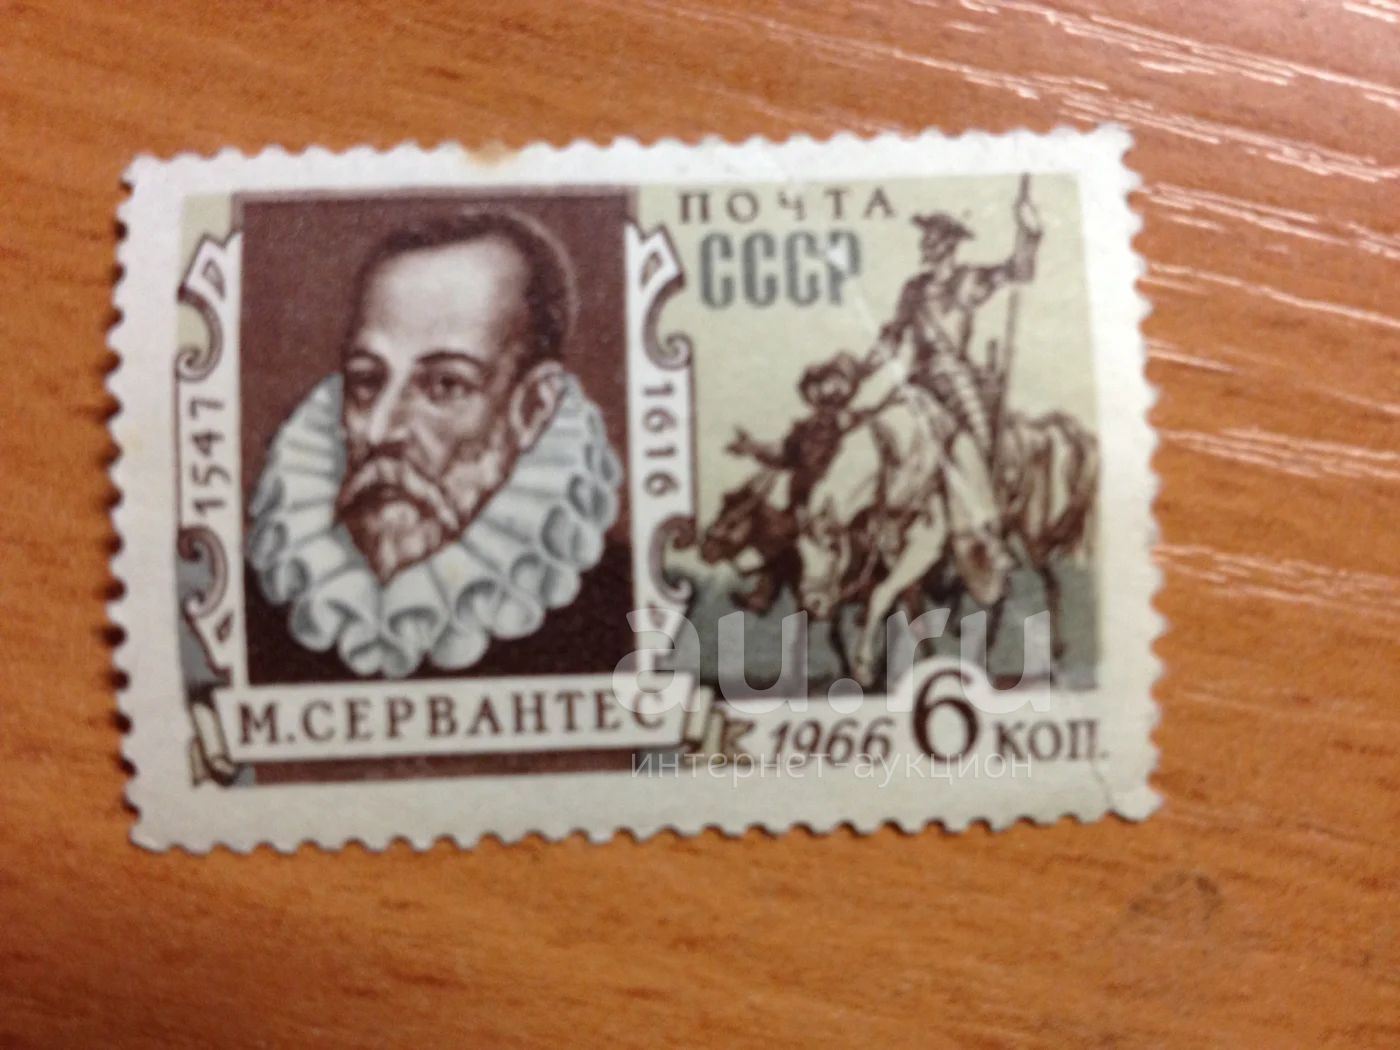 ПОЧТА
СССР
1547
1616
М.СЕРВАНТЕС
1966 6 КОП.
au.ru
интернет-аукцион